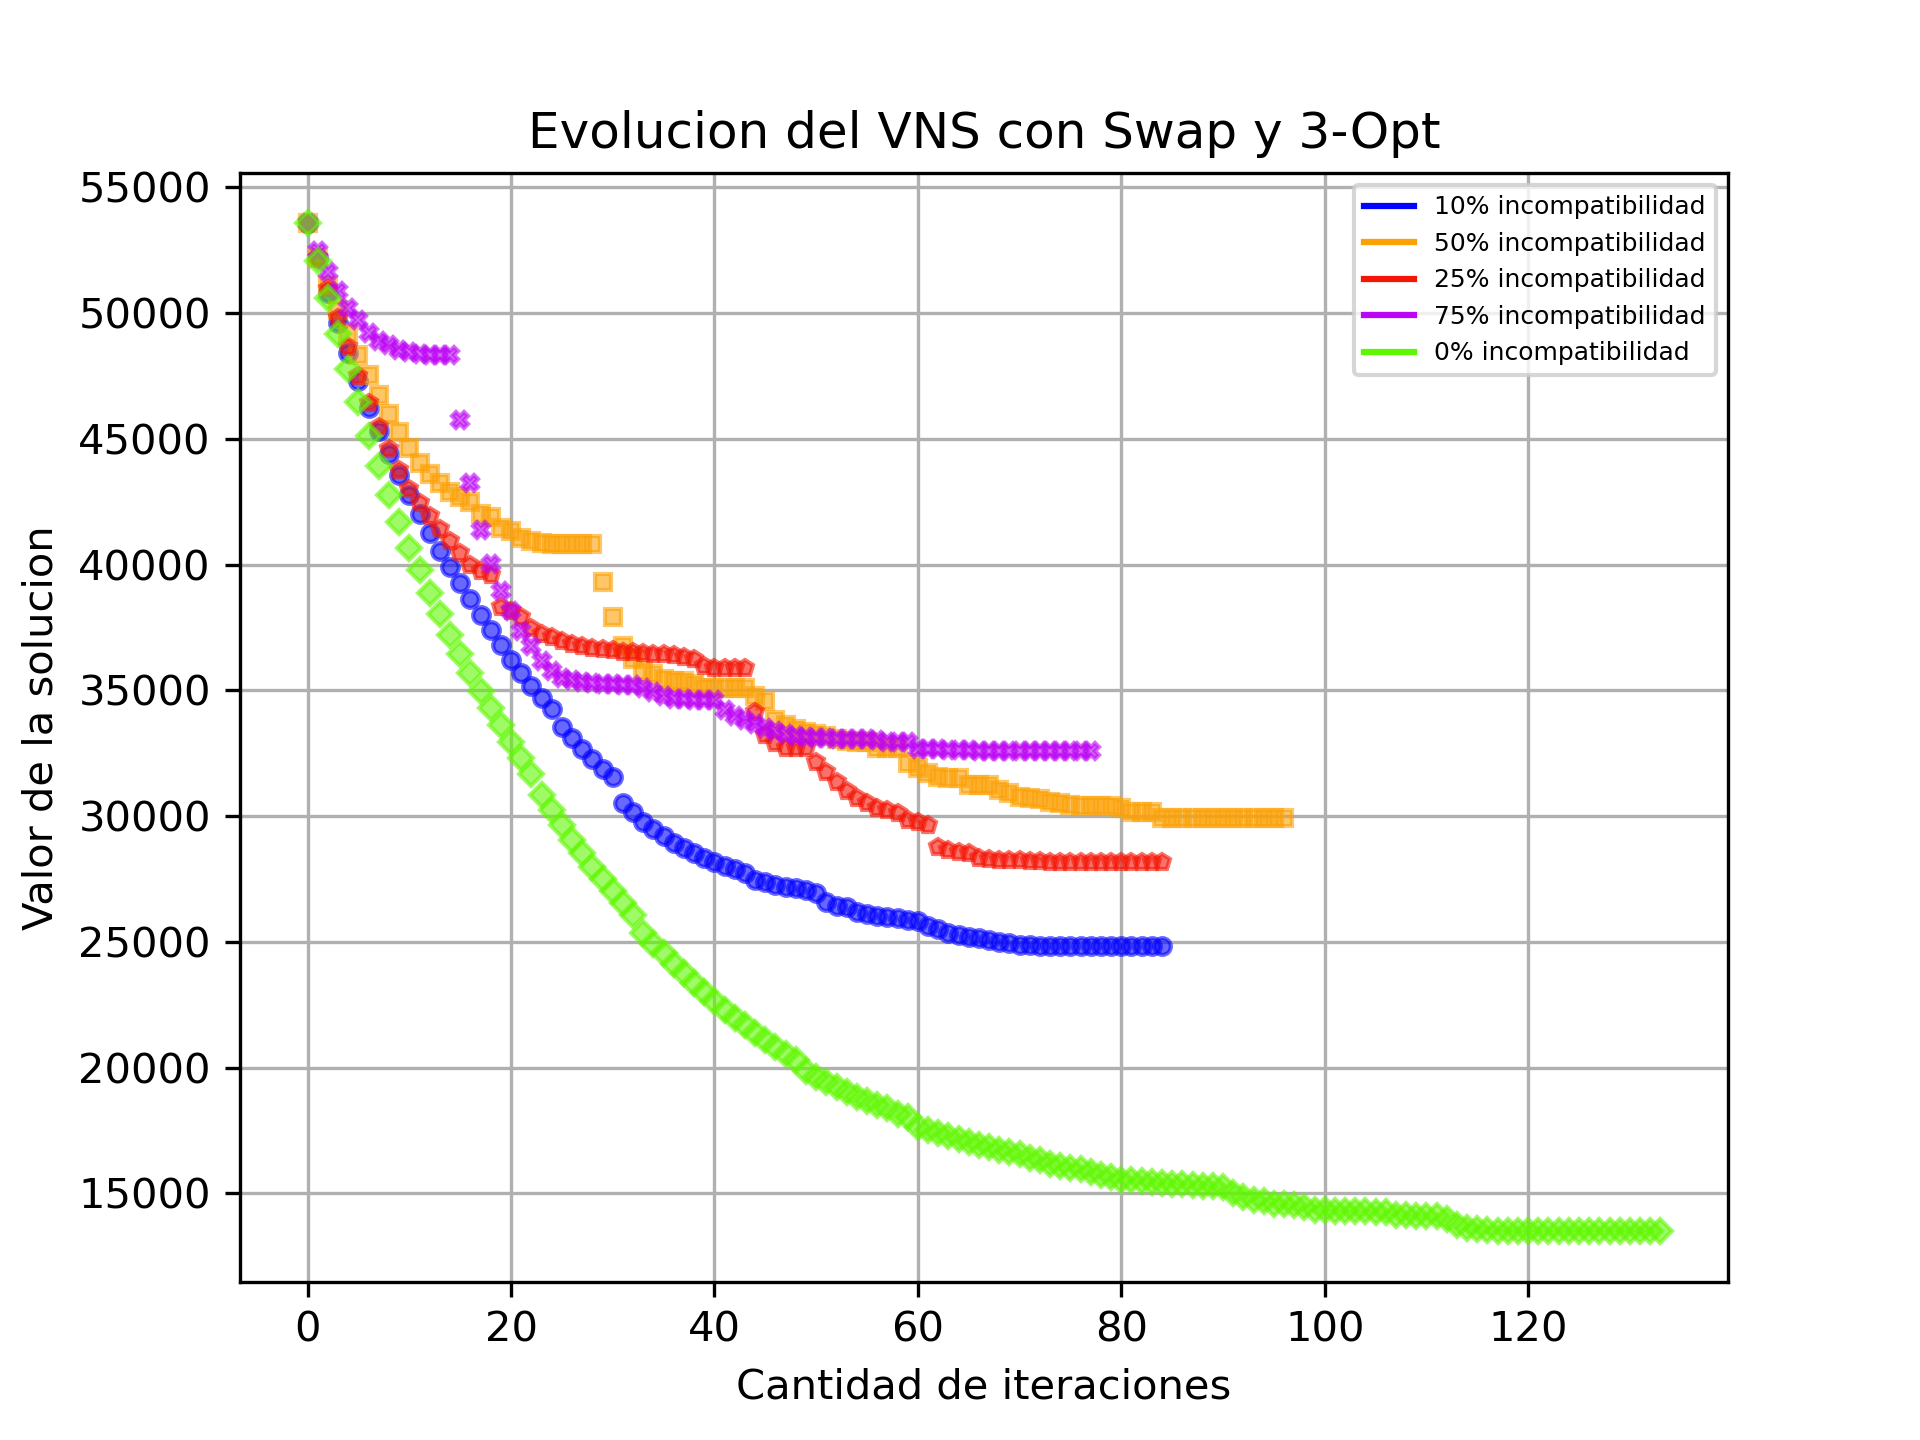 Evolucion del VNS con Swap y 3-Opt
55000
50000
45000
40000
35000
30000
25000
20000
15000
Valor de la solucion
10% incompatibilidad
50% incompatibilidad
25% incompatibilidad
75% incompatibilidad
0% incompatibilidad
0 20 40 60 80 100 120
Cantidad de iteraciones